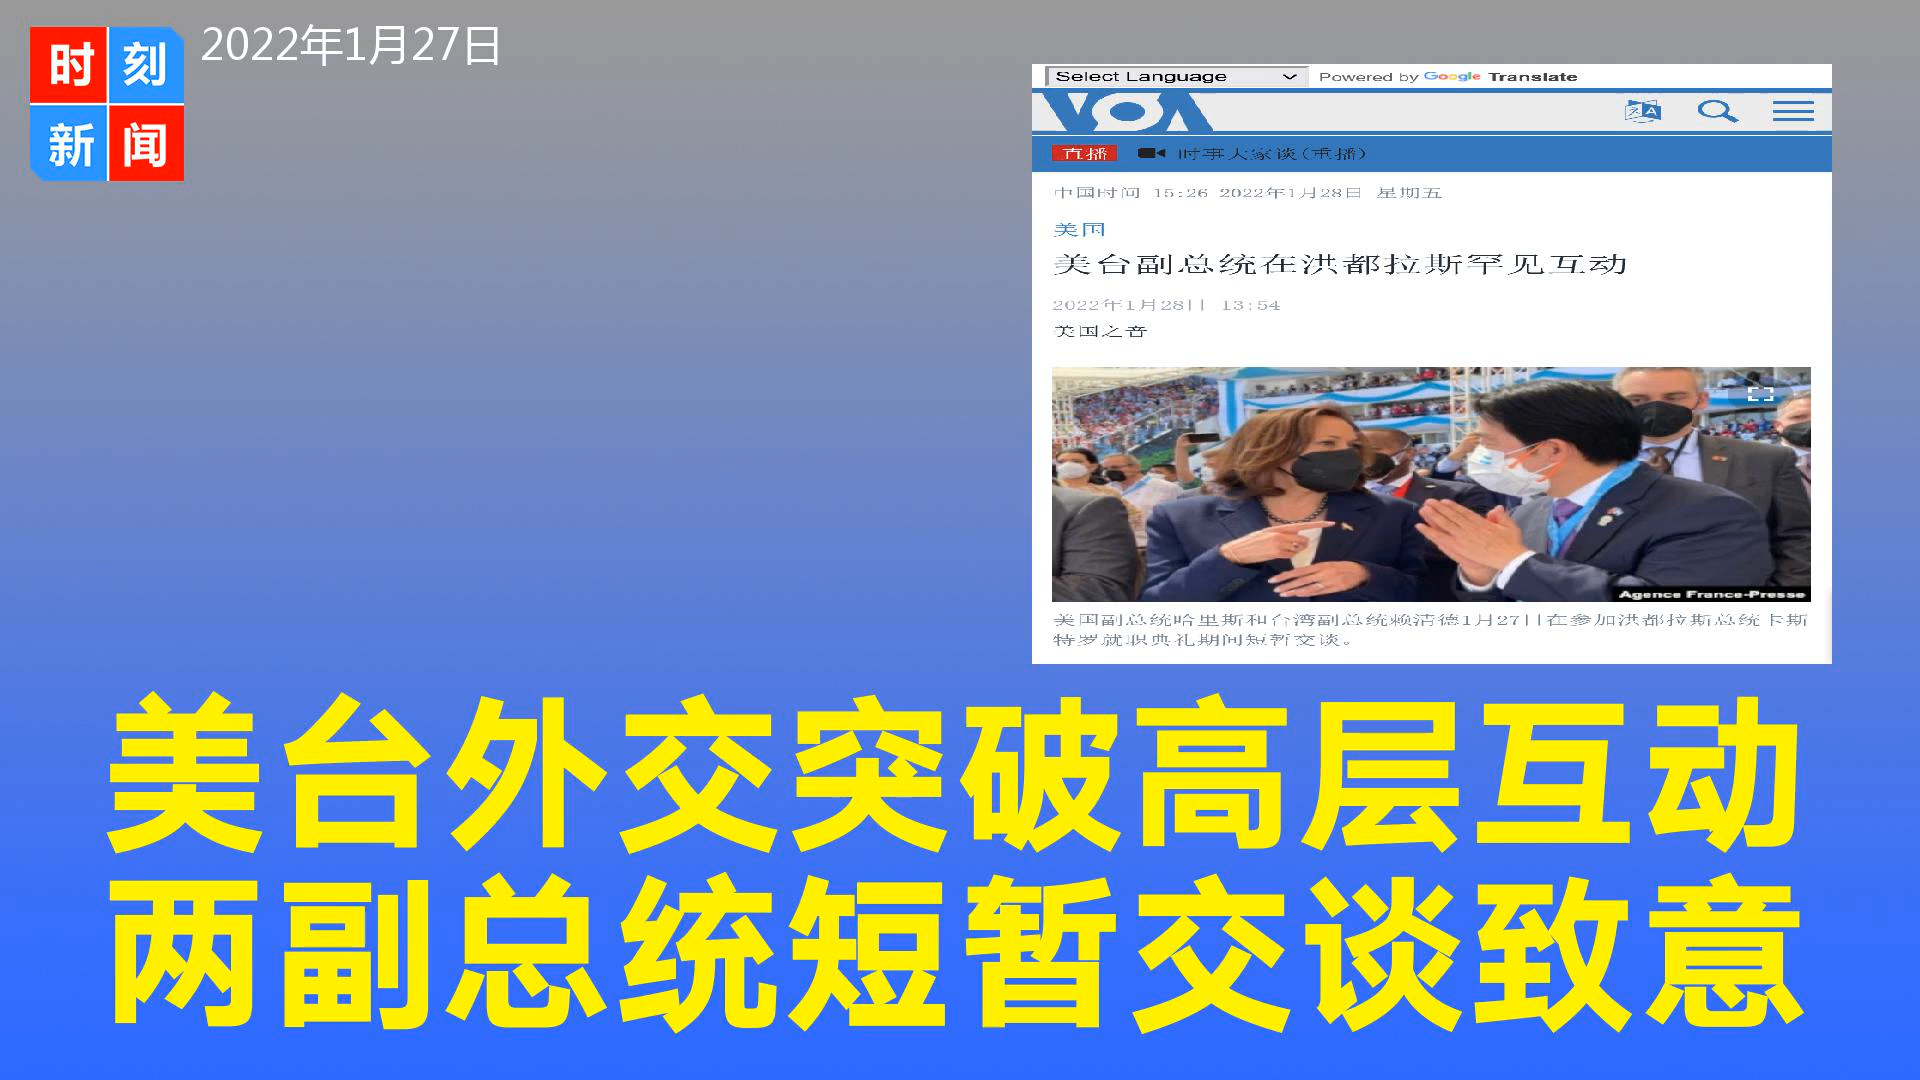 时刻
新闻
2022年1月27日
Select Language
Powered by Google Translate
VOA
直播
时事大家谈(重播)
中国时间 15:26 2022年1月28日 星期五
美国
美台副总统在洪都拉斯罕见互动
2022年1月28日 13:54
美国之音
Agence France-Presse
美国副总统哈里斯和台湾副总统赖清德1月27日在参加洪都拉斯总统卡斯
特罗就职典礼期间短暂交谈。
美台外交突破高层互动
两副总统短暂交谈致意